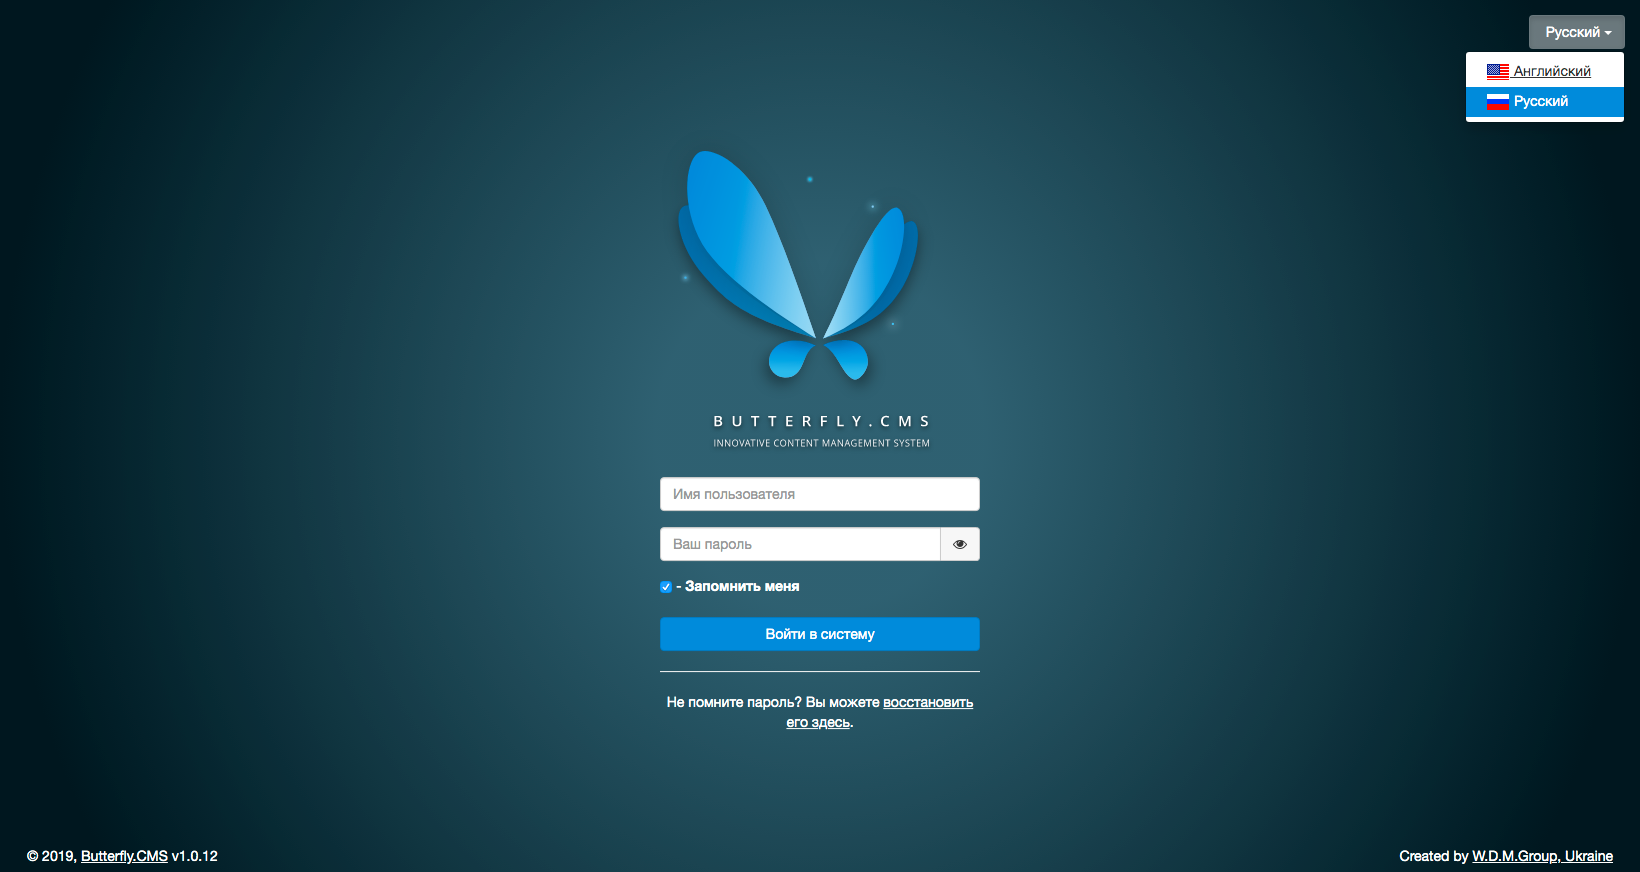 Русский
Английский
Русский
BUTTERFLY.CMS
INNOVATIVE CONTENT MANAGEMENT SYSTEM
Имя пользователя
Ваш пароль
- Запомнить меня
Войти в систему
Не помните пароль? Вы можете восстановить
его здесь.
© 2019, Butterfly.CMS v1.0.12
Created by W.D.M.Group, Ukraine